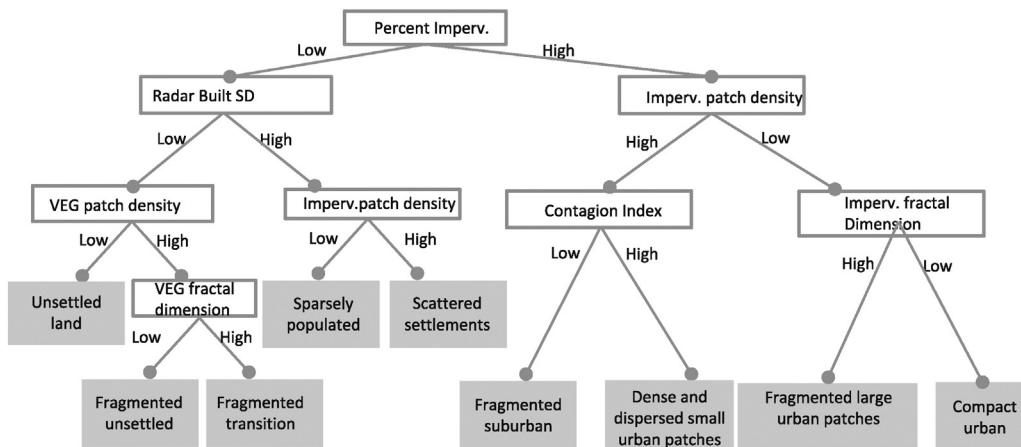 Percent Imperv.
Low
High
Radar Built SD
Imperv. patch density
Low
High
High
Low
VEG patch density
Imperv.patch density
Contagion Index
Imperv. fractal
Dimension
Low
High
Low
High
Low
High
High
Low
Unsettled
land
VEG fractal
dimension
Sparsely
populated
Scattered
settlements
Low
High
Fragmented
unsettled
Fragmented
transition
Fragmented
suburban
Dense and
dispersed small
urban patches
Fragmented large
urban patches
Compact
urban